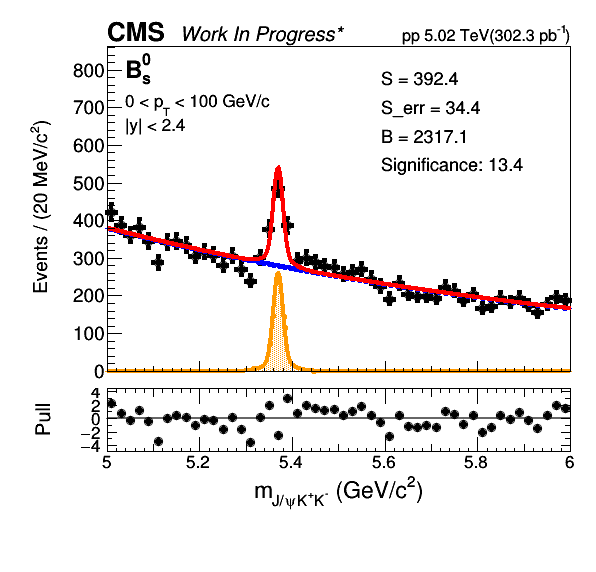 CMS Work In Progress* pp 5.02 TeV(302.3 pb⁻¹)
B⁰ₛ
0 < p_T < 100 GeV/c
|y| < 2.4
S = 392.4
S_err = 34.4
B = 2317.1
Significance: 13.4
Events / (20 MeV/c²)
800
700
600
500
400
300
200
100
0
Pull
4
2
0
−2
−4
5 5.2 5.4 5.6 5.8 6
m_J/ψK⁺K⁻ (GeV/c²)